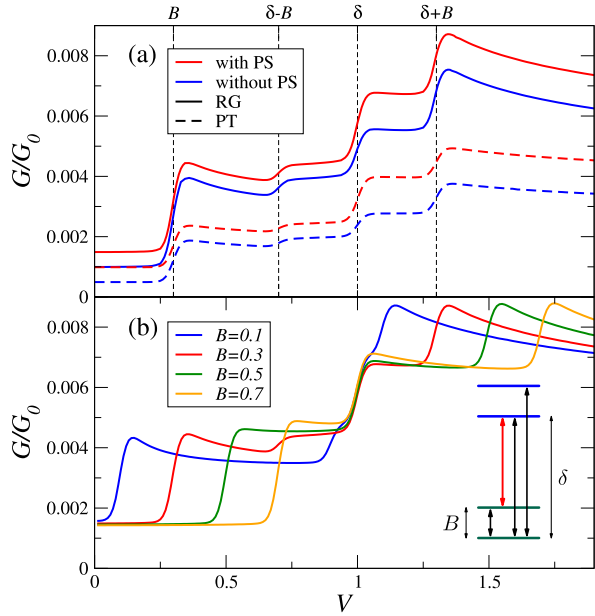 B δ-B δ δ+B
(a)
with PS
without PS
RG
PT
G/G0
0.008
0.006
0.004
0.002
0
(b)
B=0.1
B=0.3
B=0.5
B=0.7
G/G0
0.008
0.006
0.004
0.002
0
B
δ
0 0.5 1 1.5
V